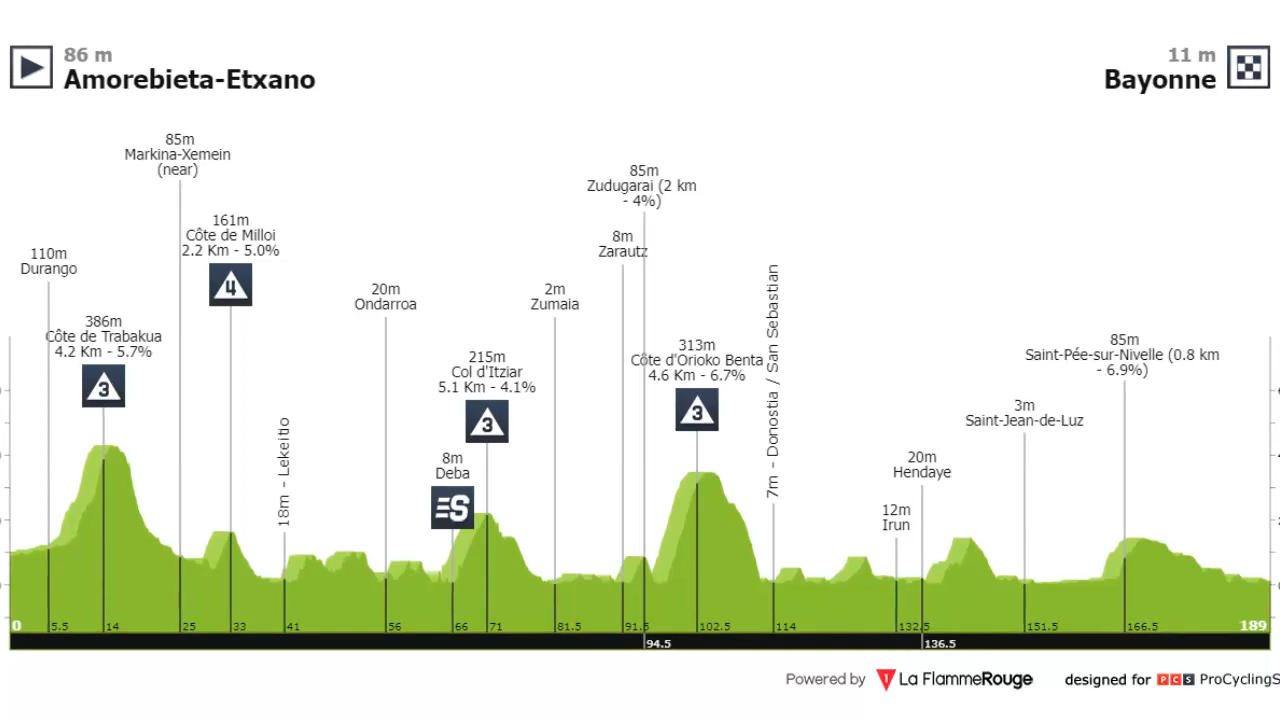 86 m
Amorebieta-Etxano
11 m
Bayonne
85m
Markina-Xemein
(near)
85m
Zudugarai (2 km
- 4%)
161m
Côte de Milloi
2.2 Km - 5.0%
4
8m
Zarautz
110m
Durango
20m
Ondarroa
2m
Zumaia
7m - Donostia / San Sebastian
386m
Côte de Trabakua
4.2 Km - 5.7%
3
313m
Côte d'Orioko Benta
4.6 Km - 6.7%
3
85m
Saint-Pée-sur-Nivelle (0.8 km
- 6.9%)
215m
Col d'Itziar
5.1 Km - 4.1%
3
3m
Saint-Jean-de-Luz
18m - Lekeitio
8m
Deba
S
20m
Hendaye
12m
Irun
0
5.5
14
25
33
41
56
66
71
81.5
91.5
102.5
114
132.5
151.5
166.5
189
94.5
136.5
Powered by
1
La FlammeRouge
designed for
PCS
ProCyclingS